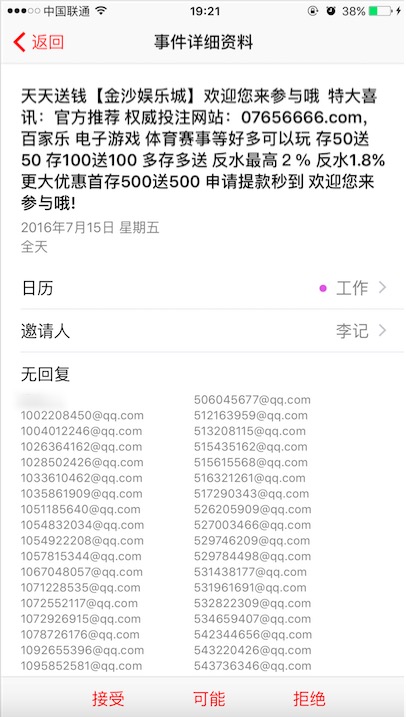 中国联通 19:21 38%
返回 事件详细资料
天天送钱【金沙娱乐城】欢迎您来参与哦 特大喜
讯：官方推荐 权威投注网站：07656666.com,
百家乐 电子游戏 体育赛事等好多可以玩 存50送
50 存100送100 多存多送 反水最高２% 反水1.8%
更大优惠首存500送500 申请提款秒到 欢迎您来
参与哦!
2016年7月15日 星期五
全天
日历 工作
邀请人 李记
无回复
506045677@qq.com
1002208450@qq.com 512163959@qq.com
1004012246@qq.com 513208115@qq.com
1026364162@qq.com 515435162@qq.com
1028502426@qq.com 515615568@qq.com
1033610462@qq.com 516321261@qq.com
1035861909@qq.com 517290343@qq.com
1051185640@qq.com 526205909@qq.com
1054832034@qq.com 527003466@qq.com
1054922208@qq.com 529746209@qq.com
1057815344@qq.com 529784498@qq.com
1067048057@qq.com 531438177@qq.com
1071228535@qq.com 531961691@qq.com
1072552117@qq.com 532822309@qq.com
1072926915@qq.com 534659407@qq.com
1078726176@qq.com 542344656@qq.com
1092655396@qq.com 543220426@qq.com
1095852581@qq.com 543736346@qq.com
接受 可能 拒绝